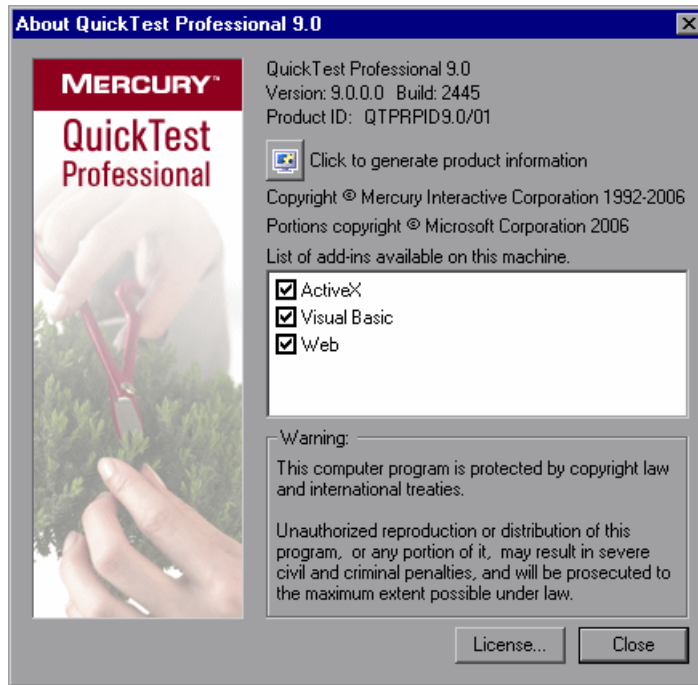 About QuickTest Professional 9.0
MERCURY™
QuickTest
Professional
QuickTest Professional 9.0
Version: 9.0.0.0 Build: 2445
Product ID: QTPRPID9.0/01
Click to generate product information
Copyright © Mercury Interactive Corporation 1992-2006
Portions copyright © Microsoft Corporation 2006
List of add-ins available on this machine.
ActiveX
Visual Basic
Web
Warning:
This computer program is protected by copyright law
and international treaties.
Unauthorized reproduction or distribution of this
program, or any portion of it, may result in severe
civil and criminal penalties, and will be prosecuted to
the maximum extent possible under law.
License...
Close